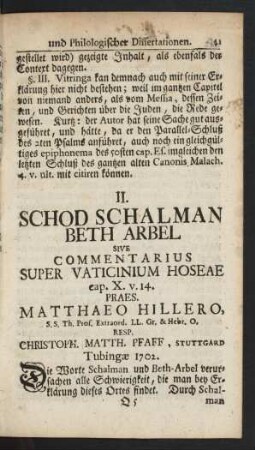 und Philologischer Dissertationen.
gestellet wird) gezeigte Inhalt, als ebenfals der
Context dagegen.
§. III. Vitringa kan demnach auch mit seiner Er-
klärung hier nicht bestehen; weil im gantzen Capitel
von niemand anders, als vom Messia, dessen Zei-
ten, und Gerichten über die Juden, die Rede ge-
wesen. Kurtz: der Autor hat seine Sache gut aus-
geführet, und hätte, da er den Parallel-Schluß
des 2ten Psalms anführet, auch noch ein gleichgül-
tiges epiphonema des 66sten cap. Es. ungleichen den
letzten Schluß des gantzen alten Canonis Malach.
4. v. ult. mit citiren können.
II.
SCHOD SCHALMAN
BETH ARBEL
SIVE
COMMENTARIUS
SUPER VATICINIUM HOSEAE
cap. X. v. 14.
PRAES.
MATTHAEO HILLERO,
S. S. Th. Prof. Extraord. LL. Gr. & Hebr. O.
RESP.
CHRISTOPH. MATTH. PFAFF, STUTTGARD
Tubingæ 1702.
Die Worte Schalman und Beth-Arbel verur-
sachen alle Schwierigkeit, die man bey Er-
klärung dieses Ortes findet. Durch Schal-
Q 5 man